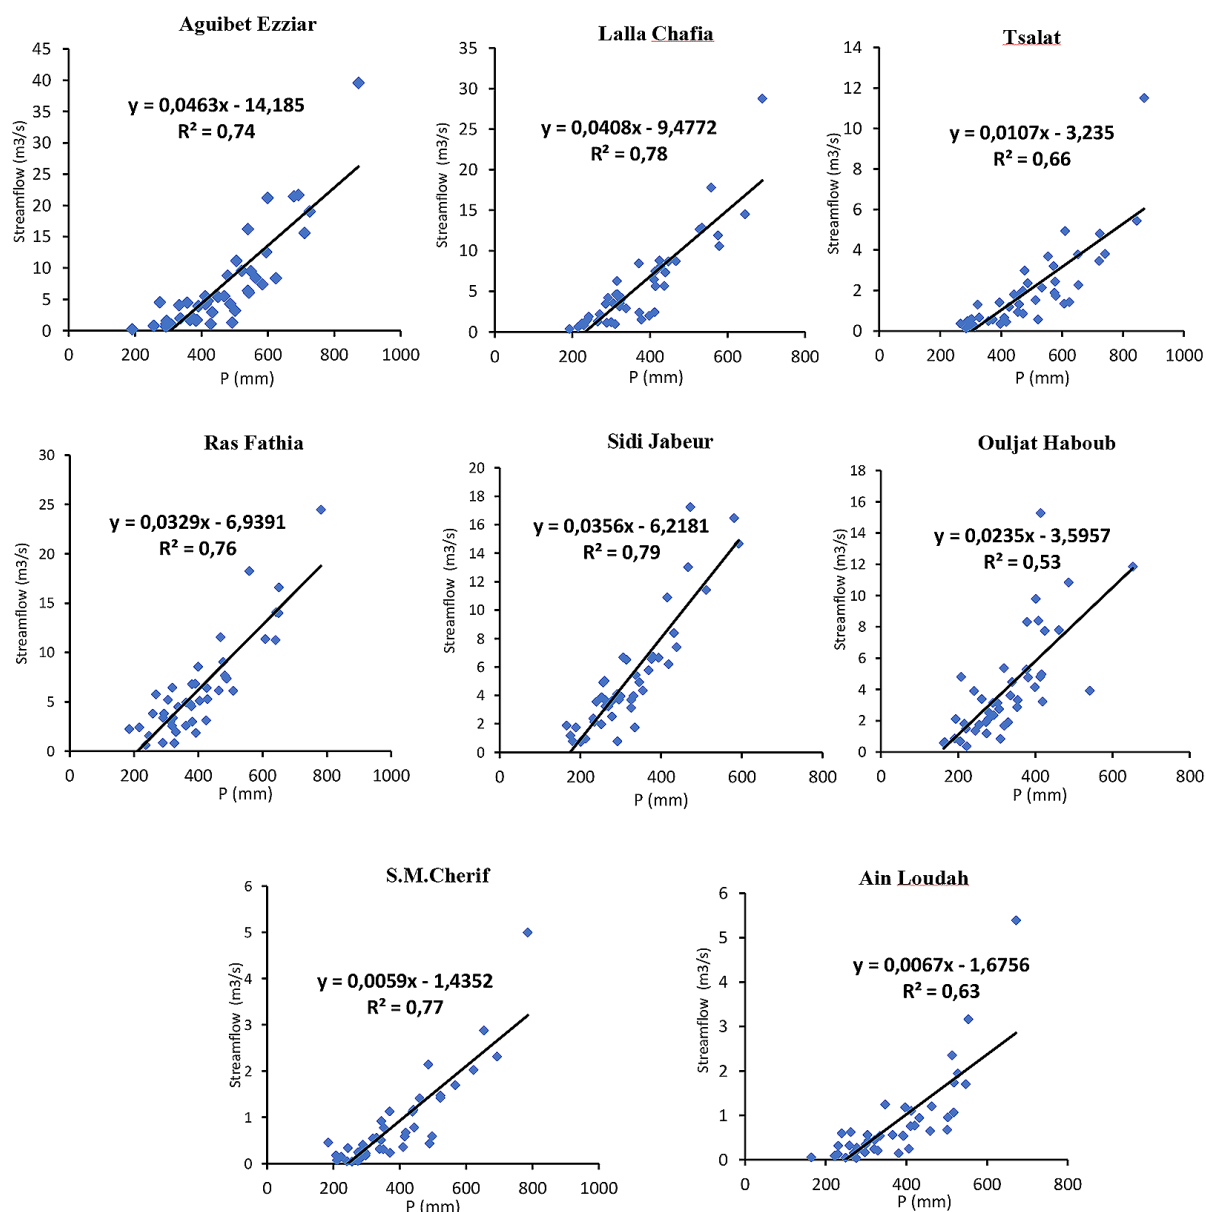 Aguibet Ezziar
45
40
35
30
25
20
15
10
5
0
Streamflow (m3/s)
y = 0,0463x - 14,185
R² = 0,74
0 200 400 600 800 1000
P (mm)
Lalla Chafia
35
30
25
20
15
10
5
0
Streamflow (m3/s)
y = 0,0408x - 9,4772
R² = 0,78
0 200 400 600 800
P (mm)
Tsalat
14
12
10
8
6
4
2
0
Streamflow (m3/s)
y = 0,0107x - 3,235
R² = 0,66
0 200 400 600 800 1000
P (mm)
Ras Fathia
30
25
20
15
10
5
0
Streamflow (m3/s)
y = 0,0329x - 6,9391
R² = 0,76
0 200 400 600 800 1000
P (mm)
Sidi Jabeur
20
18
16
14
12
10
8
6
4
2
0
Streamflow (m3/s)
y = 0,0356x - 6,2181
R² = 0,79
0 200 400 600 800
P (mm)
Ouljat Haboub
18
16
14
12
10
8
6
4
2
0
Streamflow (m3/s)
y = 0,0235x - 3,5957
R² = 0,53
0 200 400 600 800
P (mm)
S.M.Cherif
6
5
4
3
2
1
0
Streamflow (m3/s)
y = 0,0059x - 1,4352
R² = 0,77
0 200 400 600 800 1000
P (mm)
Ain Loudah
6
5
4
3
2
1
0
Streamflow (m3/s)
y = 0,0067x - 1,6756
R² = 0,63
0 200 400 600 800
P (mm)